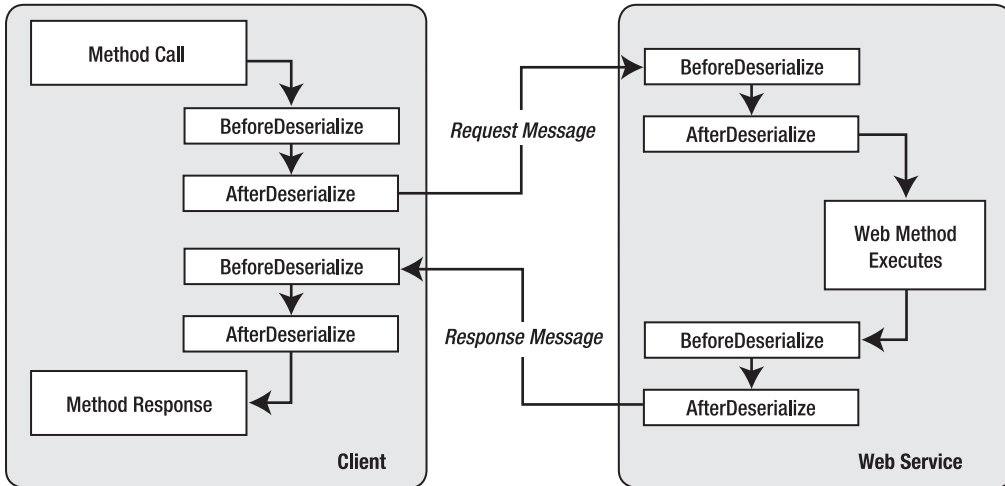 Method Call
BeforeDeserialize
AfterDeserialize
Request Message
BeforeDeserialize
AfterDeserialize
Web Method
Executes
BeforeDeserialize
AfterDeserialize
Response Message
BeforeDeserialize
AfterDeserialize
Method Response
Client
Web Service